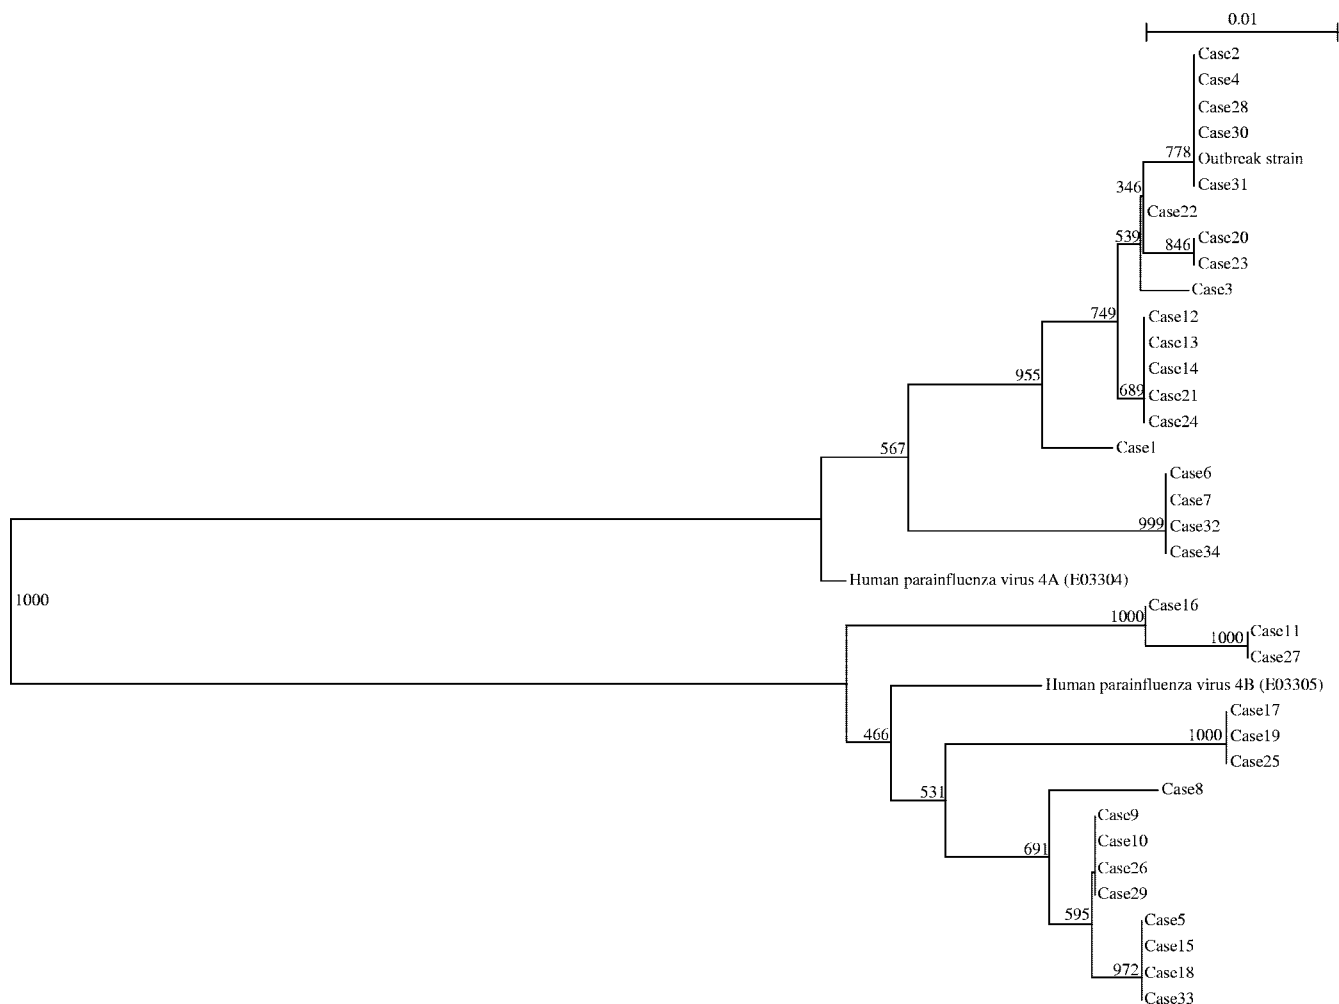 0.01
Case2
Case4
Case28
Case30
778
Outbreak strain
Case31
346
Case22
539
846
Case20
Case23
Case3
749
Case12
Case13
Case14
955
689
Case21
Case24
567
Case1
Case6
Case7
999
Case32
Case34
Human parainfluenza virus 4A (E03304)
1000
1000
Case16
1000
Case11
Case27
Human parainfluenza virus 4B (E03305)
466
Case17
1000
Case19
Case25
531
Case8
Case9
691
Case10
Case26
Case29
595
Case5
Case15
972
Case18
Case33